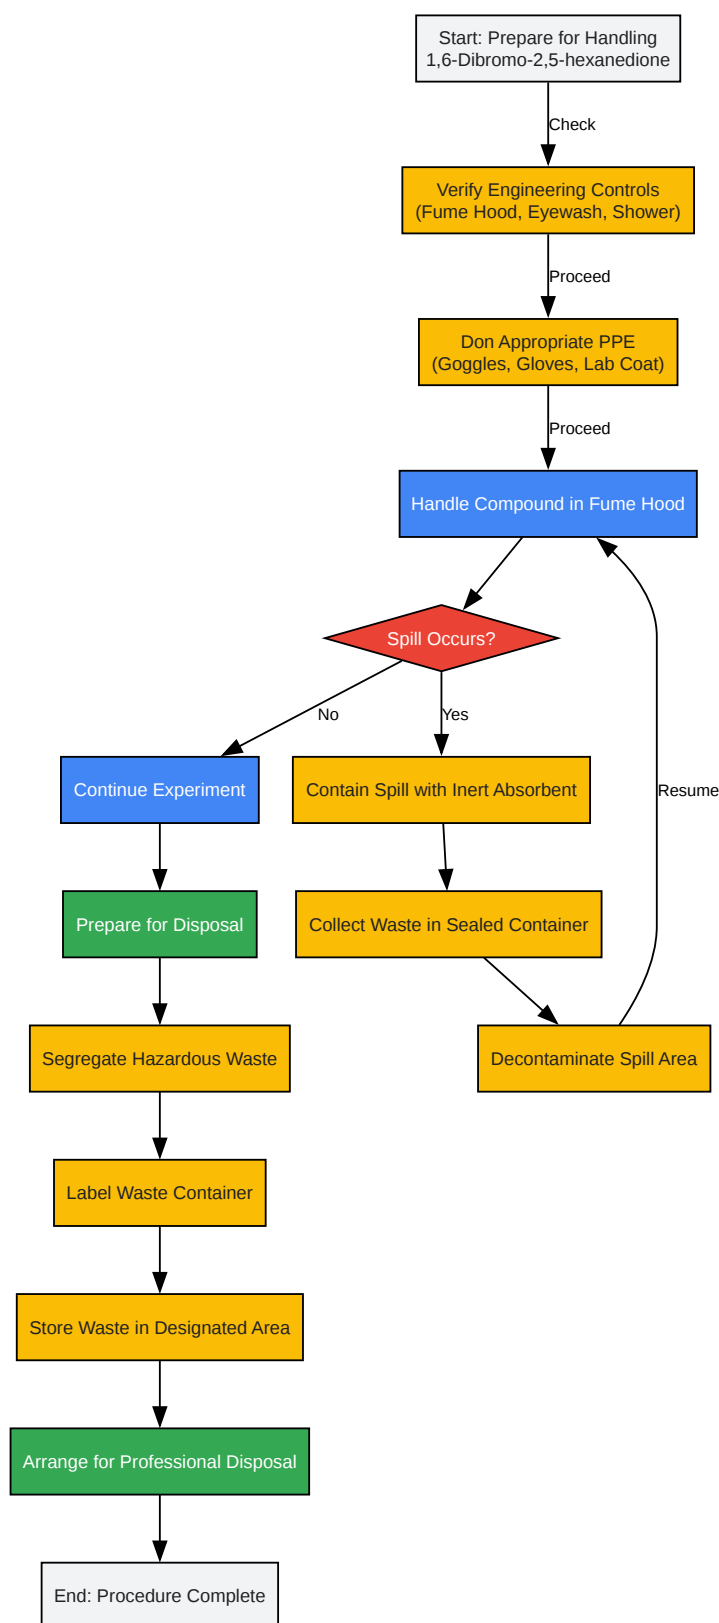 Start: Prepare for Handling
1,6-Dibromo-2,5-hexanedione
Check
Verify Engineering Controls
(Fume Hood, Eyewash, Shower)
Proceed
Don Appropriate PPE
(Goggles, Gloves, Lab Coat)
Proceed
Handle Compound in Fume Hood
Spill Occurs?
No
Yes
Continue Experiment
Contain Spill with Inert Absorbent
Resume
Prepare for Disposal
Collect Waste in Sealed Container
Segregate Hazardous Waste
Decontaminate Spill Area
Label Waste Container
Store Waste in Designated Area
Arrange for Professional Disposal
End: Procedure Complete